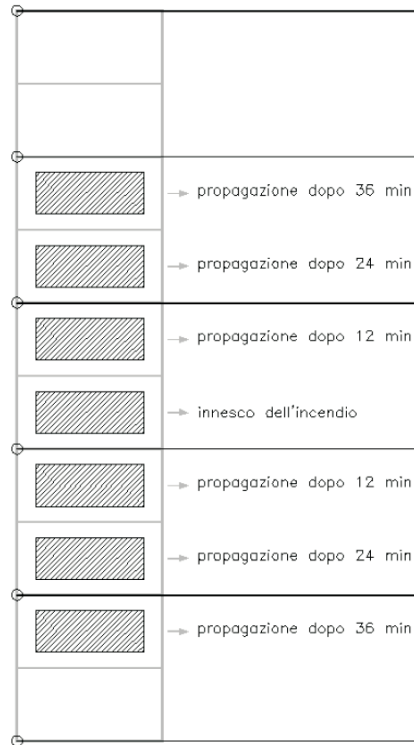 propagazione dopo 36 min
propagazione dopo 24 min
propagazione dopo 12 min
innesco dell'incendio
propagazione dopo 12 min
propagazione dopo 24 min
propagazione dopo 36 min